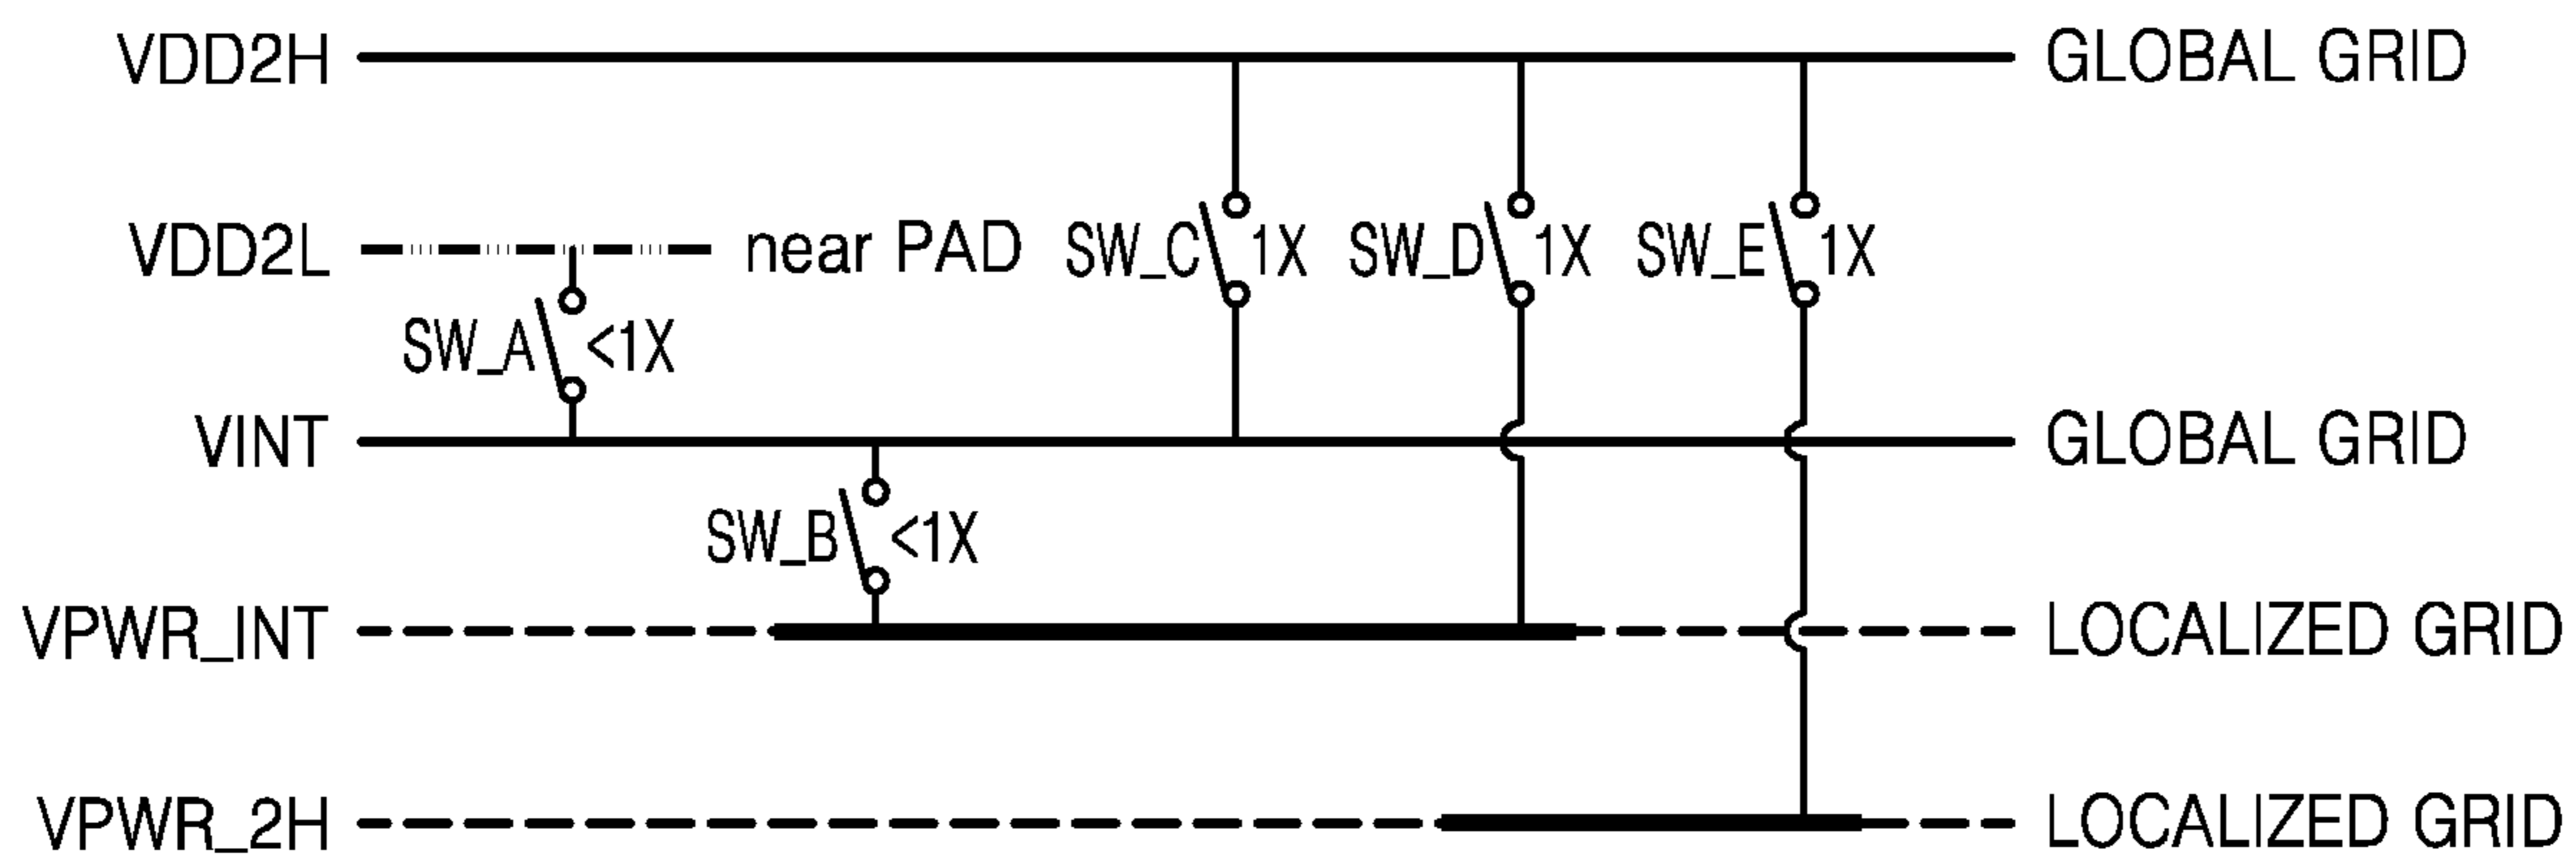 VDD2H GLOBAL GRID
VDD2L near PAD SW_C 1X SW_D 1X SW_E 1X
SW_A <1X
VINT GLOBAL GRID
SW_B <1X
VPWR_INT LOCALIZED GRID
VPWR_2H LOCALIZED GRID